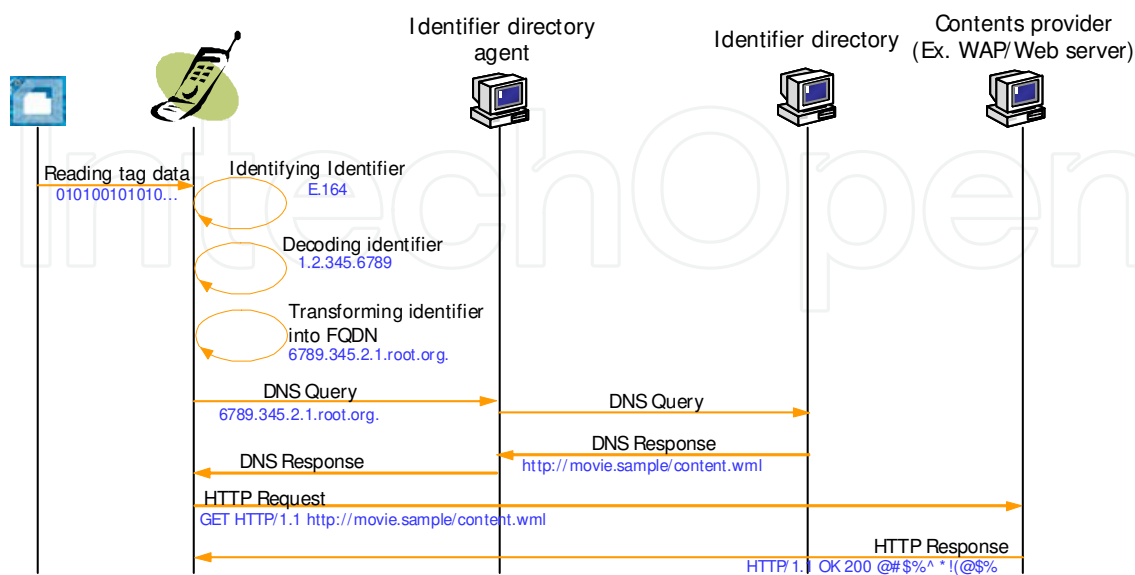 Identifier directory
agent
Identifier directory
Contents provider
(Ex. WAP/Web server)
Reading tag data
010100101010...
Identifying Identifier
E.164
Decoding identifier
1.2.345.6789
Transforming identifier
into FQDN
6789.345.2.1.root.org.
DNS Query
6789.345.2.1.root.org.
DNS Query
DNS Response
http://movie.sample/content.wml
DNS Response
HTTP Request
GET HTTP/1.1 http://movie.sample/content.wml
HTTP Response
HTTP/1.1 OK 200 @#$%^*!(@$%
IntechOpen